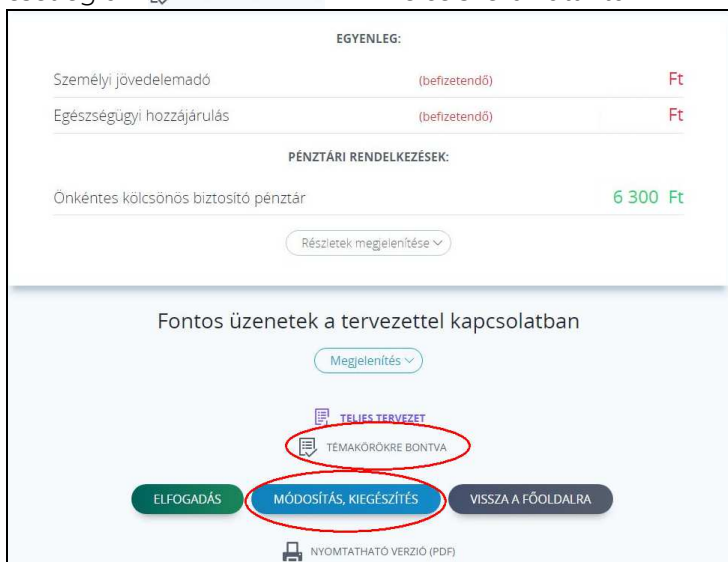 EGYENLEG:
Személyi jövedelemadó (befizetendő) Ft
Egészségügyi hozzájárulás (befizetendő) Ft
PÉNZTÁRI RENDELKEZÉSEK:
Önkéntes kölcsönös biztosító pénztár 6 300 Ft
Részletek megjelenítése
Fontos üzenetek a tervezettel kapcsolatban
Megjelenítés
TELJES TERVEZET
TÉMAKÖRÖKRE BONTVA
ELFOGADÁS MÓDOSÍTÁS, KIEGÉSZÍTÉS VISSZA A FŐOLDALRA
NYOMTATHATÓ VERZIÓ (PDF)